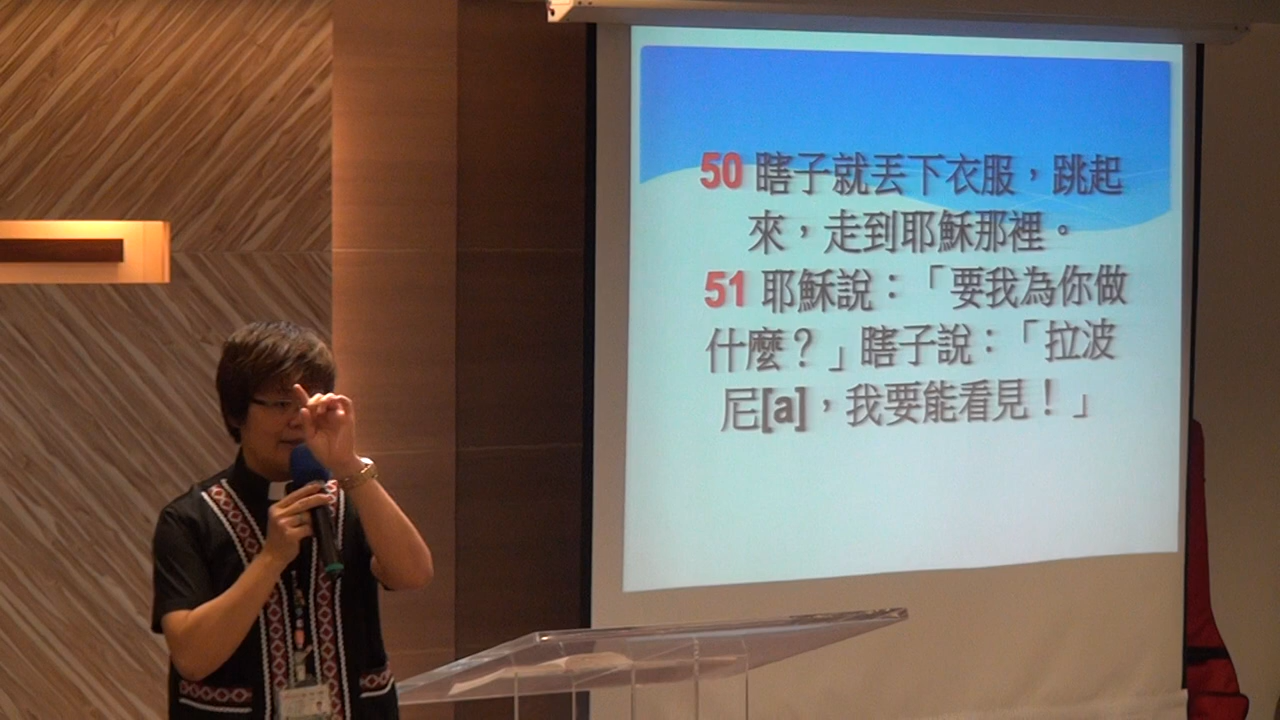 50 瞎子就丟下衣服，跳起
來，走到耶穌那裡。
51 耶穌說：「要我為你做
什麼？」瞎子說：「拉波
尼[a]，我要能看見！」